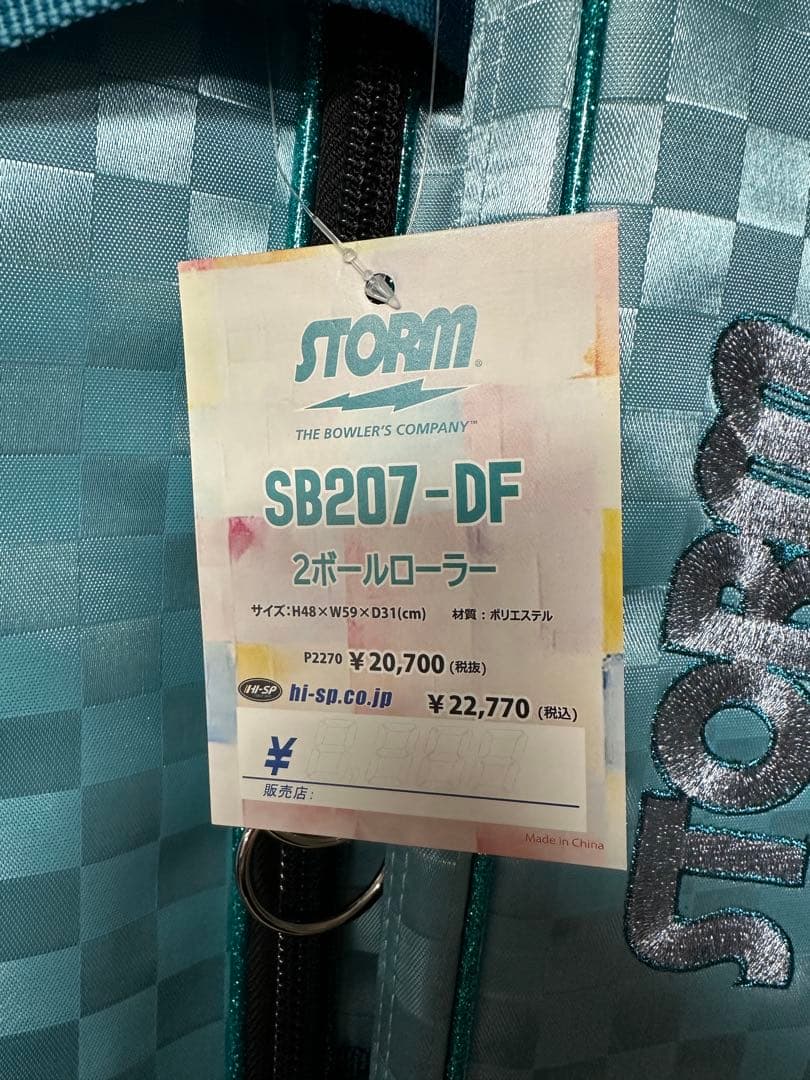 STORM®
THE BOWLER'S COMPANY™
SB207-DF
2ボールローラー
サイズ:H48×W59×D31(cm) 材質:ポリエステル
P2270 ¥20,700 (税抜)
HI-SP hi-sp.co.jp ¥22,770 (税込)
¥
販売店:
Made in China
STORM